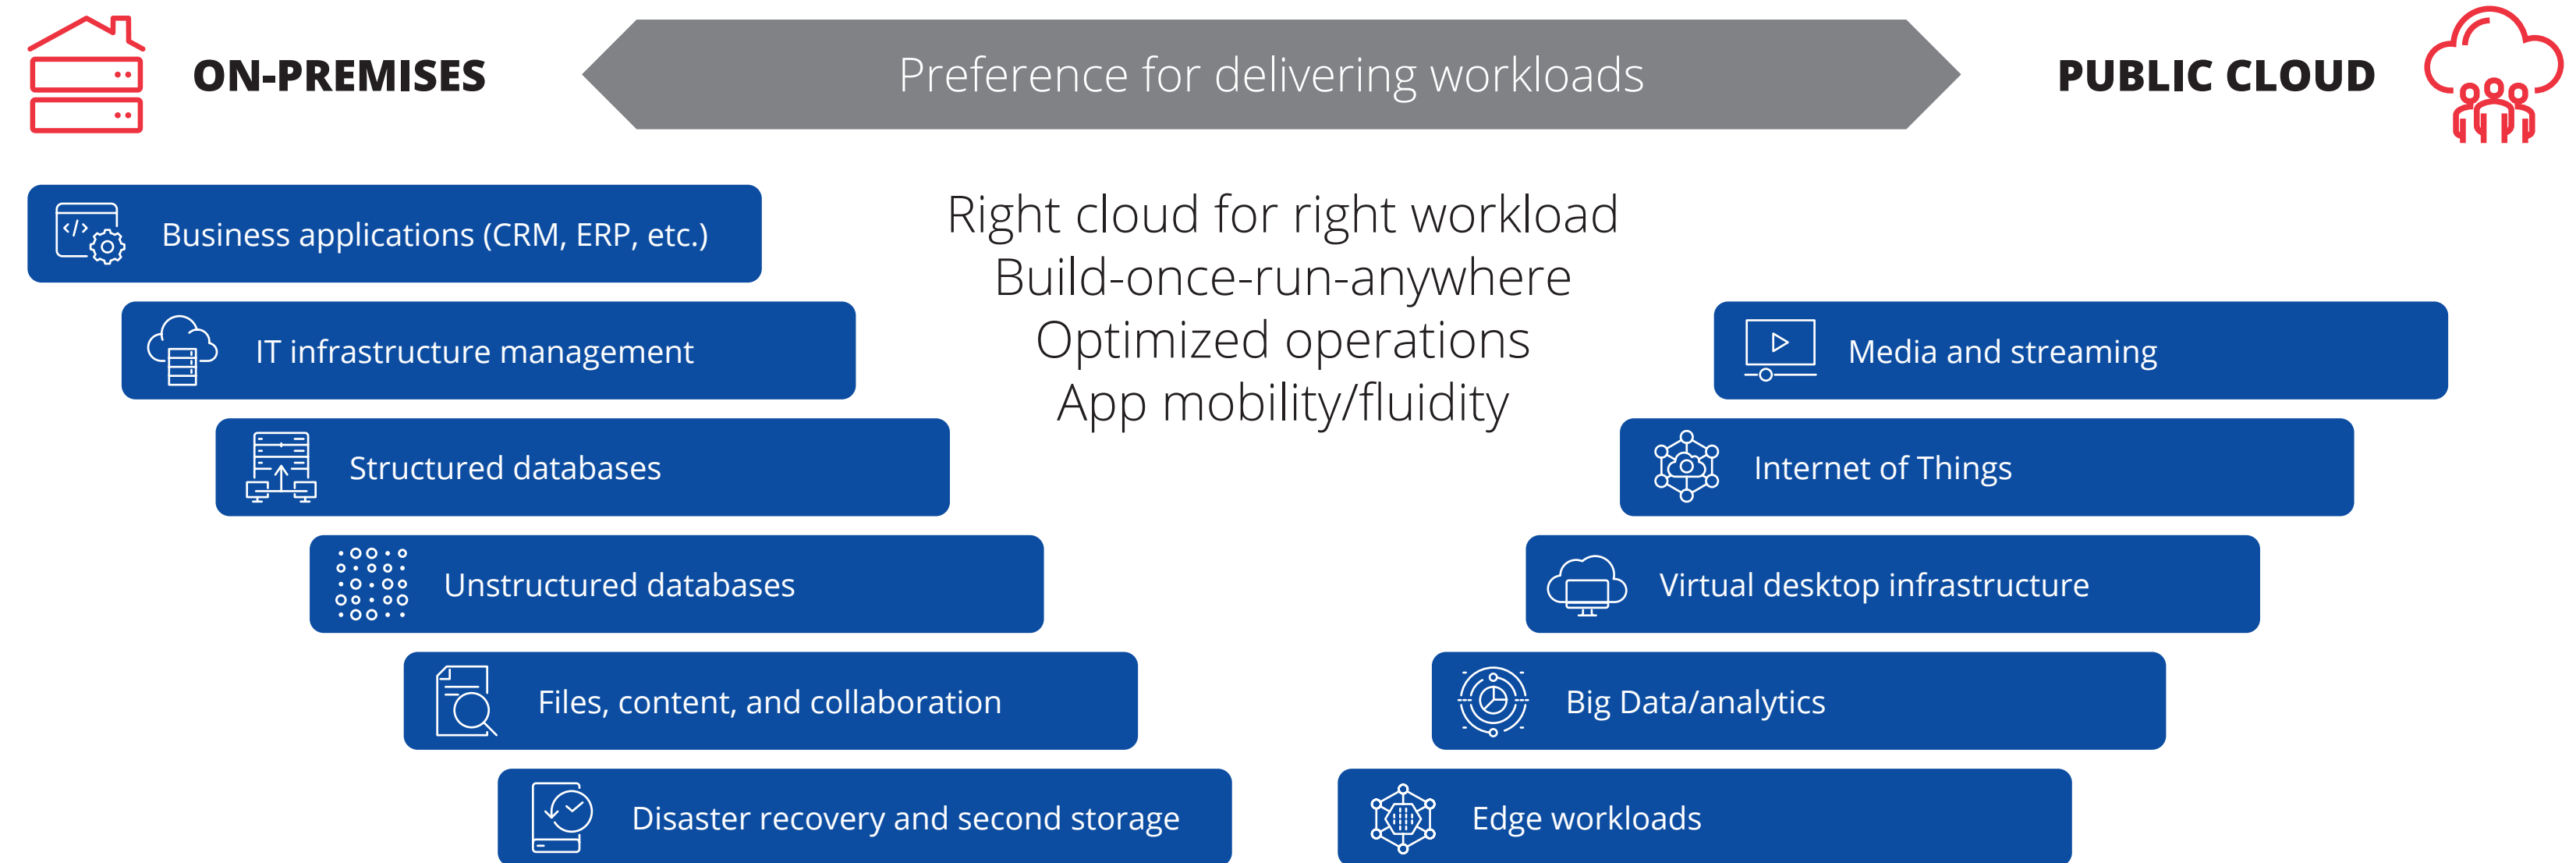 ON-PREMISES
Preference for delivering workloads
PUBLIC CLOUD
Right cloud for right workload
Build-once-run-anywhere
Optimized operations
App mobility/fluidity
Business applications (CRM, ERP, etc.)
IT infrastructure management
Structured databases
Unstructured databases
Files, content, and collaboration
Disaster recovery and second storage
Media and streaming
Internet of Things
Virtual desktop infrastructure
Big Data/analytics
Edge workloads